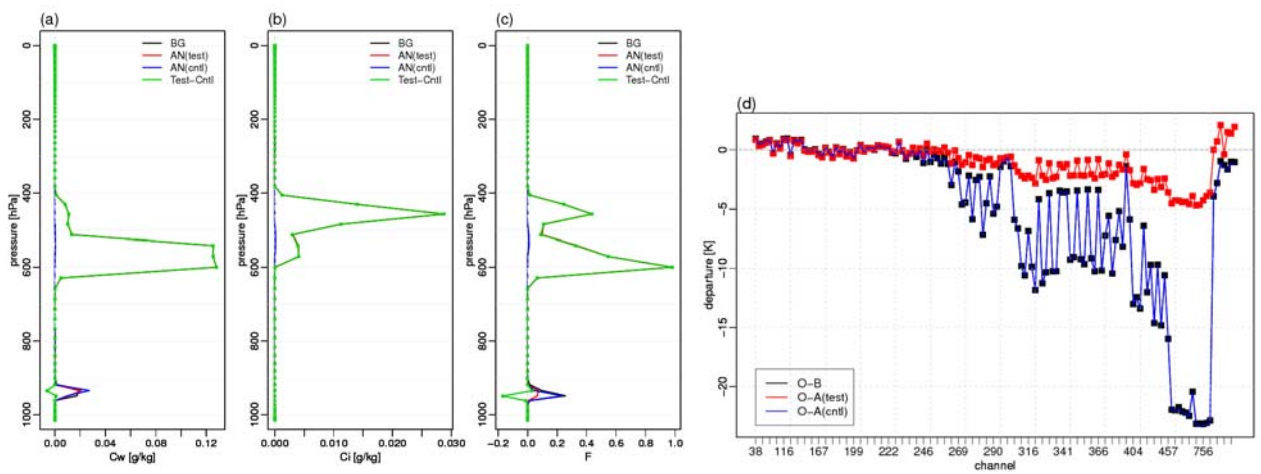 (a)
BG
AN(test)
AN(cntl)
Test-Cntl
pressure [hPa]
0
200
400
600
800
1000
0.00
0.04
0.08
0.12
Cw [g/kg]
(b)
BG
AN(test)
AN(cntl)
Test-Cntl
pressure [hPa]
0
200
400
600
800
1000
0.000
0.010
0.020
0.030
Ci [g/kg]
(c)
BG
AN(test)
AN(cntl)
Test-Cntl
pressure [hPa]
0
200
400
600
800
1000
-0.2
0.0
0.2
0.4
0.6
0.8
1.0
F
(d)
departure [K]
0
-5
-10
-15
-20
O-B
O-A(test)
O-A(cntl)
38 116 167 199 222 246 269 290 316 341 366 404 457 756
channel